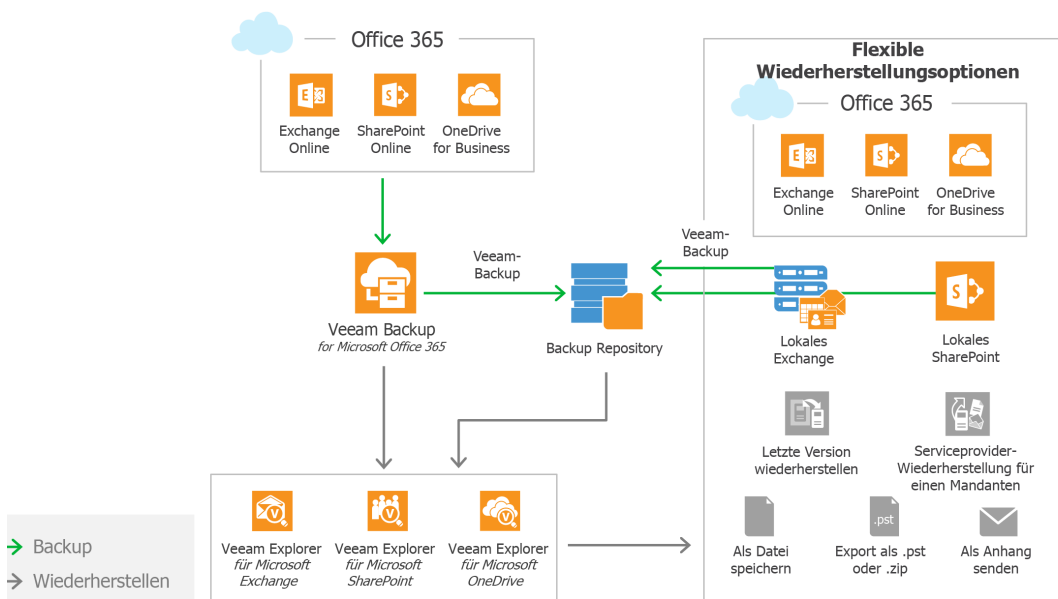 Office 365
Exchange
Online
SharePoint
Online
OneDrive
for Business
Veeam Backup
for Microsoft Office 365
Veeam-
Backup
Backup Repository
Veeam-
Backup
Flexible
Wiederherstellungsoptionen
Office 365
Exchange
Online
SharePoint
Online
OneDrive
for Business
Lokales
Exchange
Lokales
SharePoint
Letzte Version
wiederherstellen
Serviceprovider-
Wiederherstellung für
einen Mandanten
Als Datei
speichern
.pst
Export als .pst
oder .zip
Als Anhang
senden
Veeam Explorer
für Microsoft
Exchange
Veeam Explorer
für Microsoft
SharePoint
Veeam Explorer
für Microsoft
OneDrive
Backup
Wiederherstellen